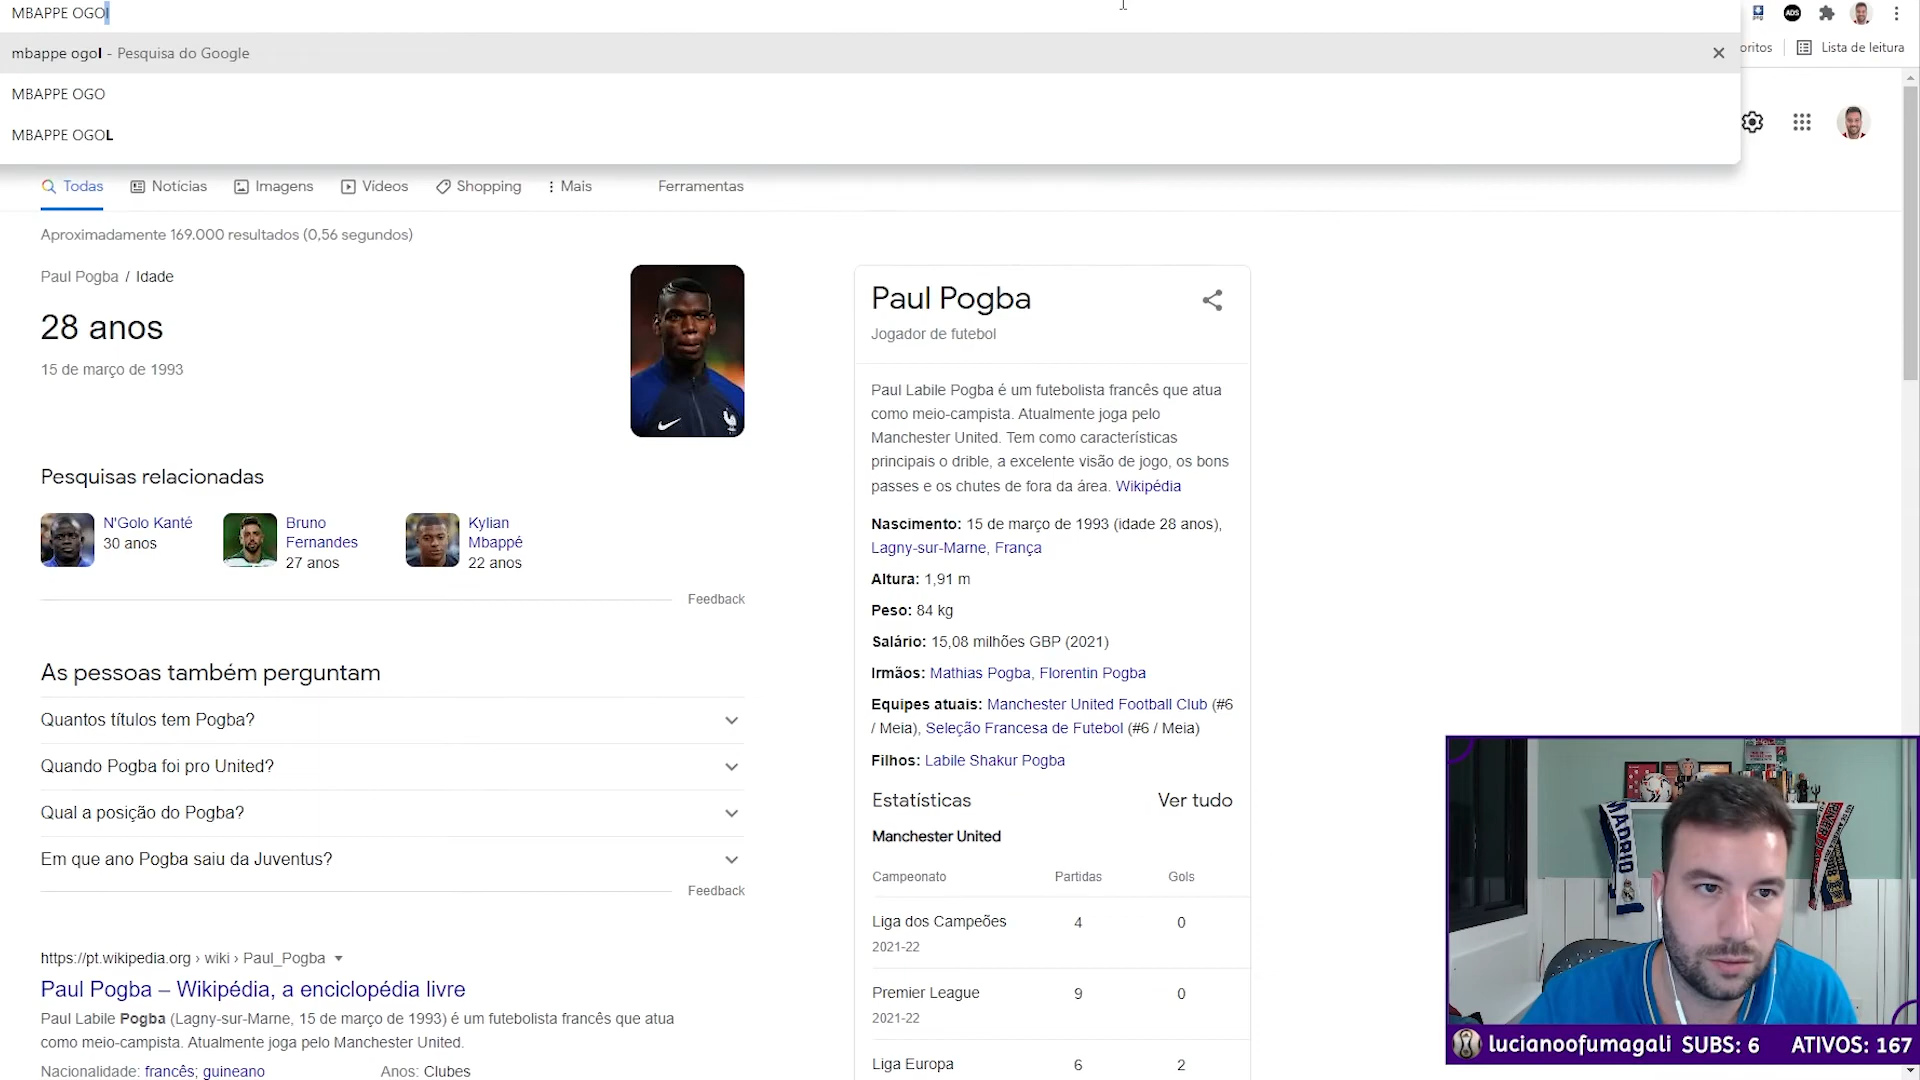 MBAPPE OGOl
mbappe ogol - Pesquisa do Google
MBAPPE OGO
MBAPPE OGOL
ADS
oritos
Lista de leitura
Todas
Notícias
Imagens
Vídeos
Shopping
Mais
Ferramentas
Aproximadamente 169.000 resultados (0,56 segundos)
Paul Pogba / Idade
28 anos
15 de março de 1993
Pesquisas relacionadas
N'Golo Kanté
30 anos
Bruno
Fernandes
27 anos
Kylian
Mbappé
22 anos
Feedback
As pessoas também perguntam
Quantos títulos tem Pogba?
Quando Pogba foi pro United?
Qual a posição do Pogba?
Em que ano Pogba saiu da Juventus?
Feedback
https://pt.wikipedia.org › wiki › Paul_Pogba
Paul Pogba – Wikipédia, a enciclopédia livre
Paul Labile Pogba (Lagny-sur-Marne, 15 de março de 1993) é um futebolista francês que atua
como meio-campista. Atualmente joga pelo Manchester United.
Nacionalidade: francês; guineano
Anos: Clubes
Paul Pogba
Jogador de futebol
Paul Labile Pogba é um futebolista francês que atua
como meio-campista. Atualmente joga pelo
Manchester United. Tem como características
principais o drible, a excelente visão de jogo, os bons
passes e os chutes de fora da área. Wikipédia
Nascimento: 15 de março de 1993 (idade 28 anos),
Lagny-sur-Marne, França
Altura: 1,91 m
Peso: 84 kg
Salário: 15,08 milhões GBP (2021)
Irmãos: Mathias Pogba, Florentin Pogba
Equipes atuais: Manchester United Football Club (#6
/ Meia), Seleção Francesa de Futebol (#6 / Meia)
Filhos: Labile Shakur Pogba
Estatísticas
Ver tudo
Manchester United
Campeonato Partidas Gols
Liga dos Campeões 4 0
2021-22
Premier League 9 0
2021-22
Liga Europa 6 2
MADRID
RIVER
lucianoofumagali SUBS: 6 ATIVOS: 167